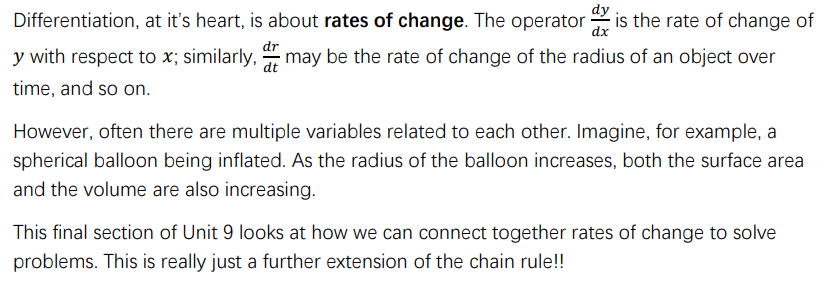 Differentiation, at it's heart, is about rates of change. The operator dy/dx is the rate of change of
y with respect to x; similarly, dr/dt may be the rate of change of the radius of an object over
time, and so on.
However, often there are multiple variables related to each other. Imagine, for example, a
spherical balloon being inflated. As the radius of the balloon increases, both the surface area
and the volume are also increasing.
This final section of Unit 9 looks at how we can connect together rates of change to solve
problems. This is really just a further extension of the chain rule!!